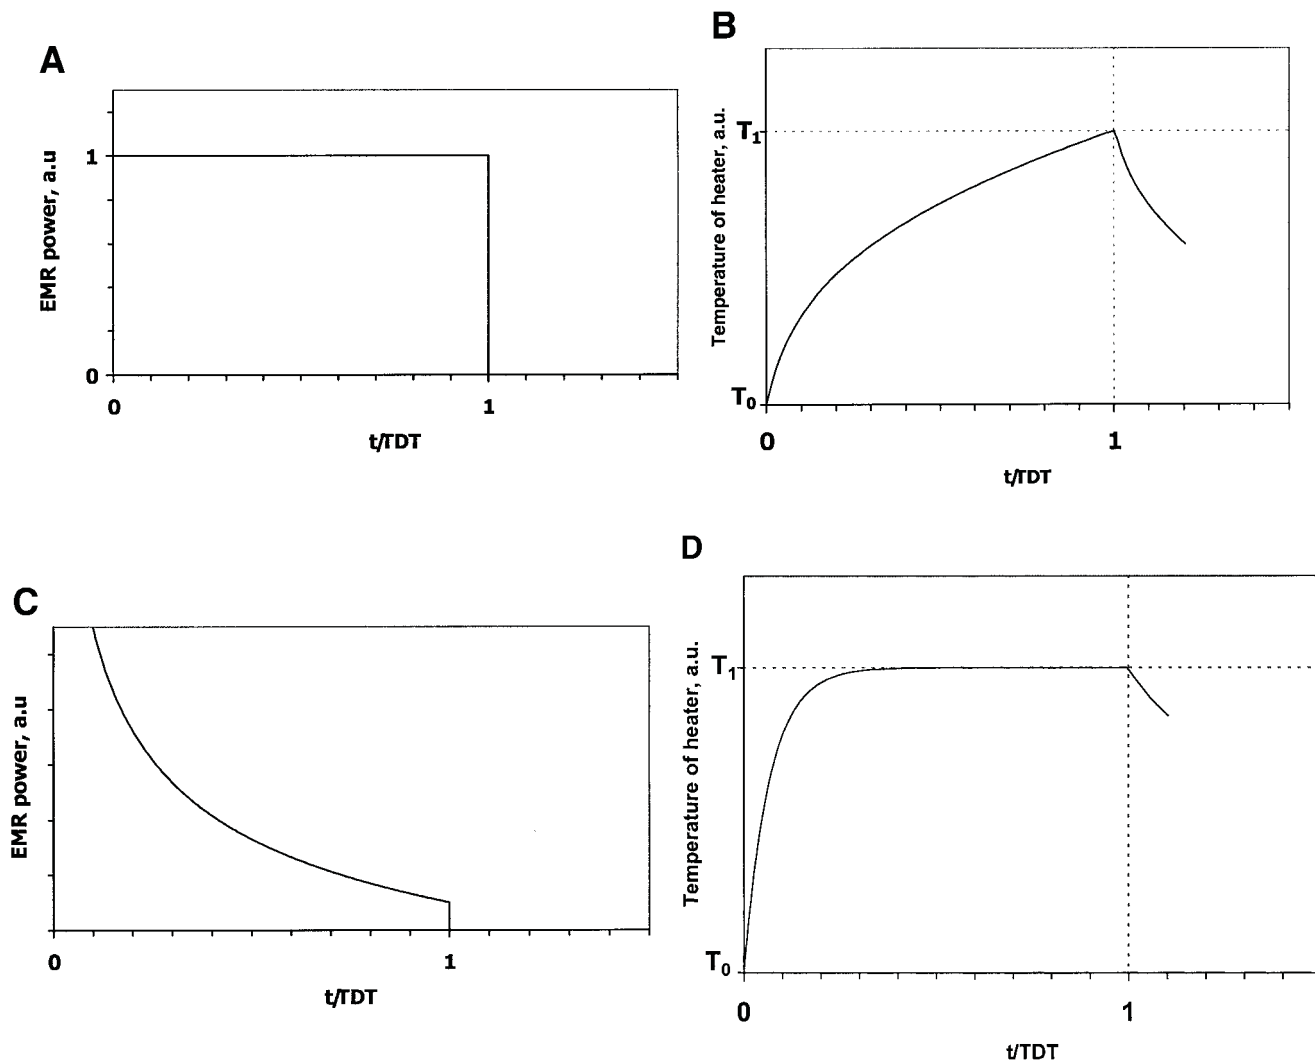 A
EMR power, a.u
1
0
0
1
t/TDT
B
Temperature of heater, a.u.
T1
T0
0
1
t/TDT
C
EMR power, a.u
0
1
t/TDT
D
Temperature of heater, a.u.
T1
T0
0
1
t/TDT